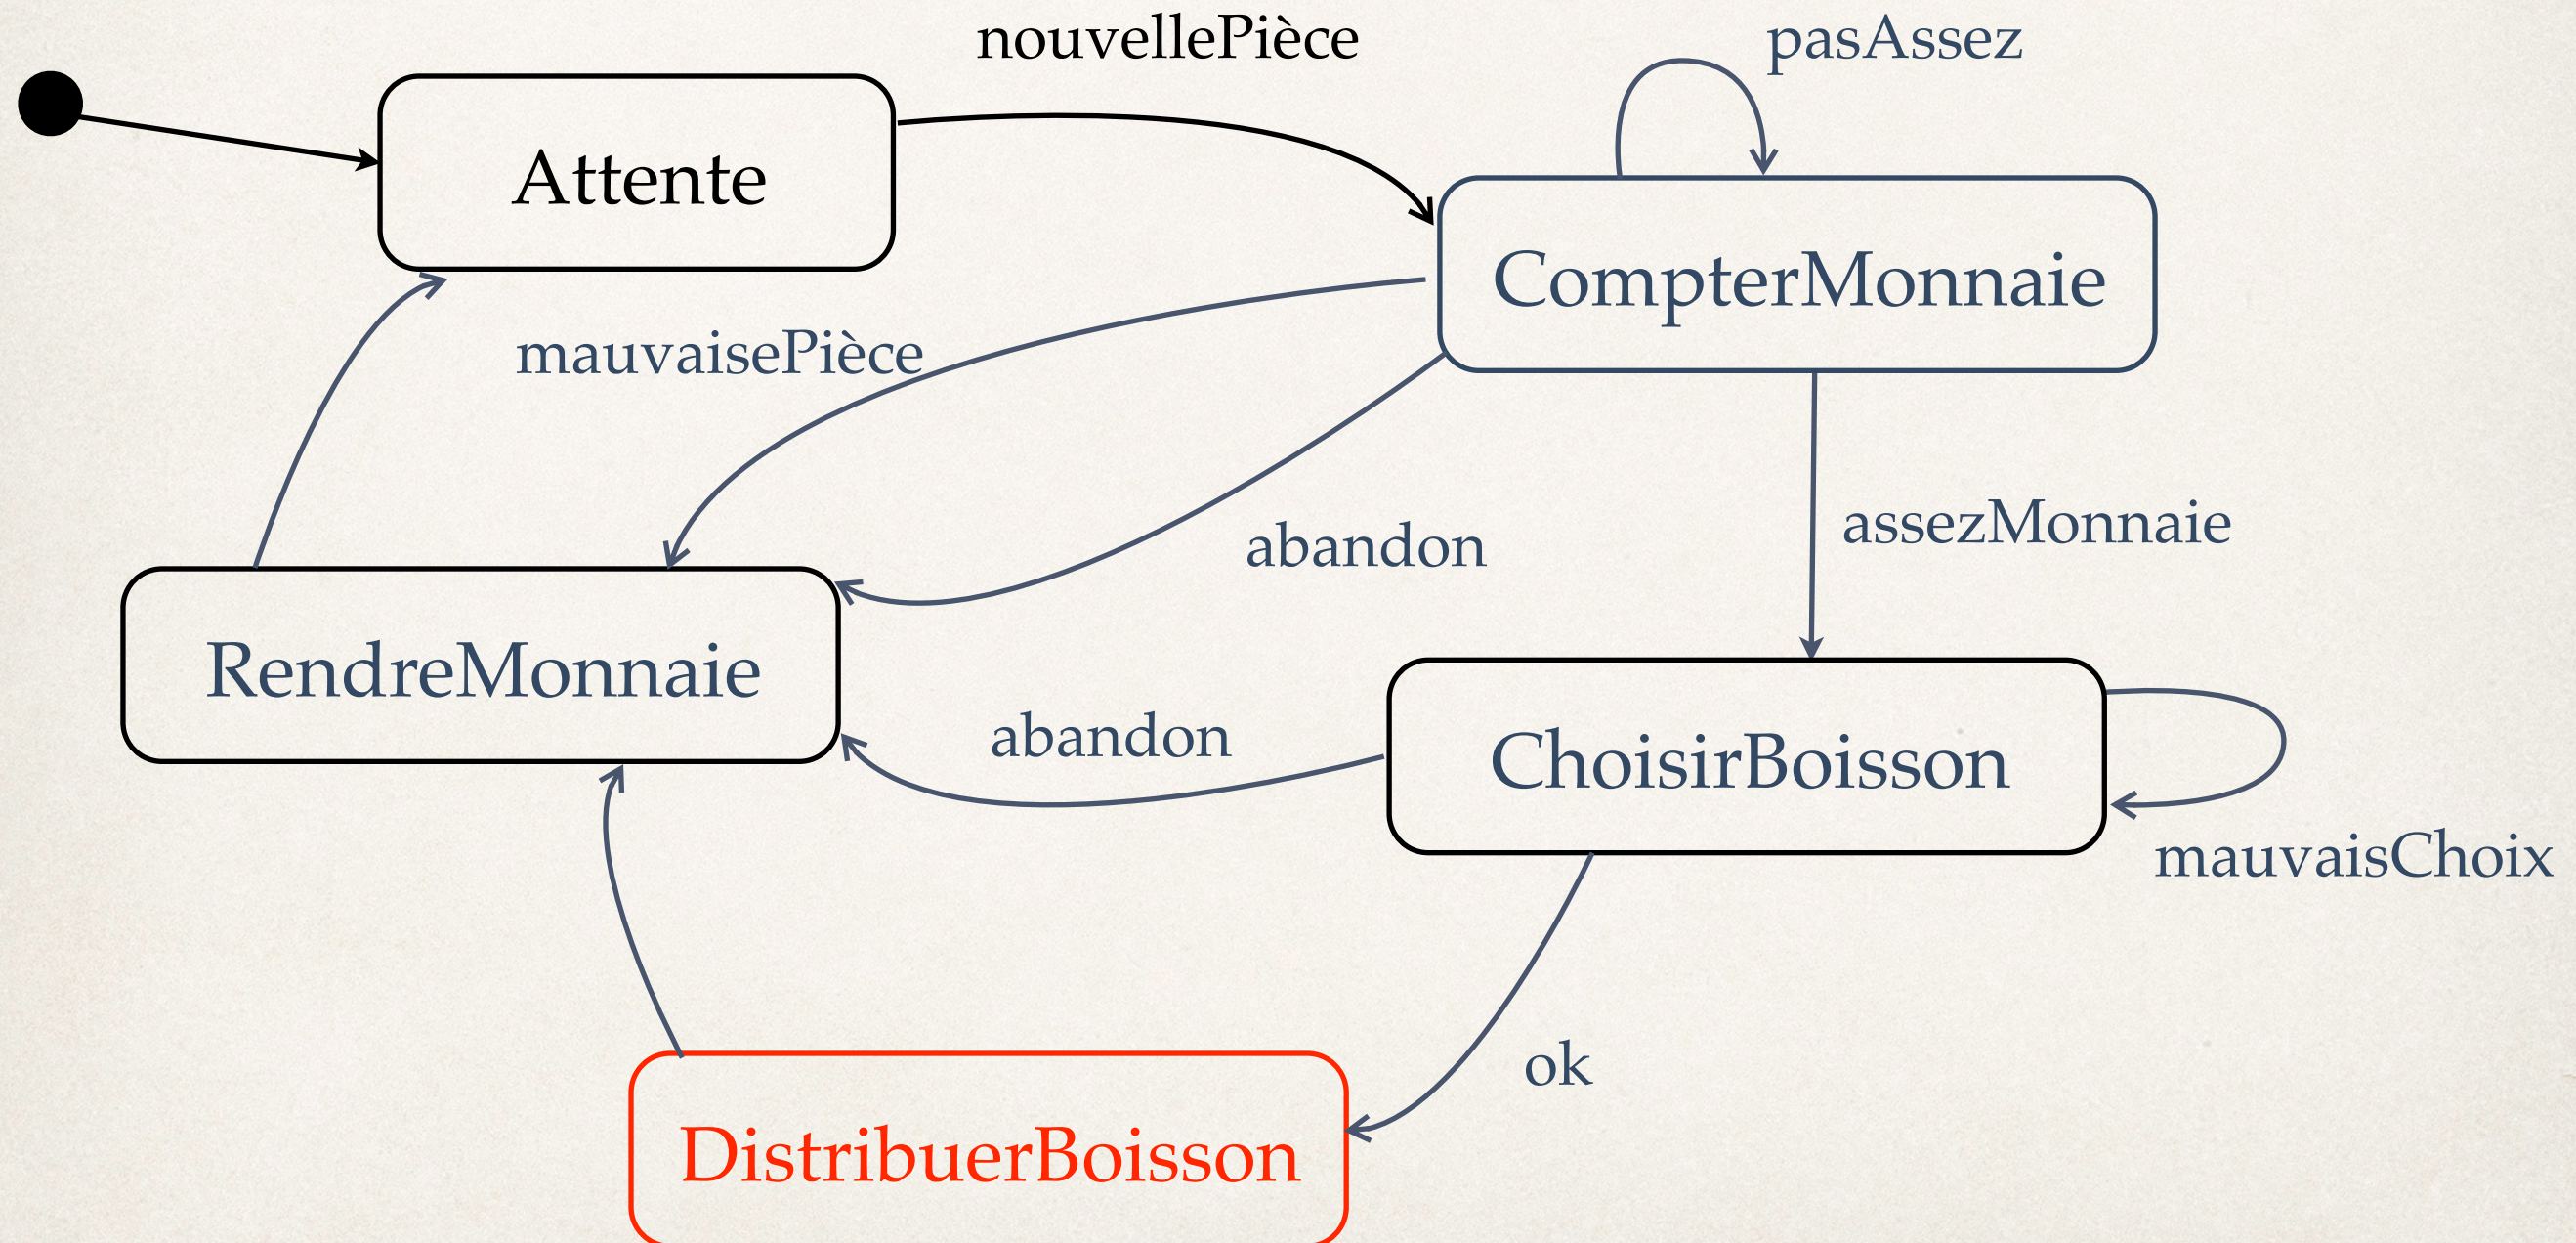 nouvellePièce
pasAssez
Attente
CompterMonnaie
mauvaisePièce
assezMonnaie
abandon
RendreMonnaie
abandon
ChoisirBoisson
mauvaisChoix
ok
DistribuerBoisson